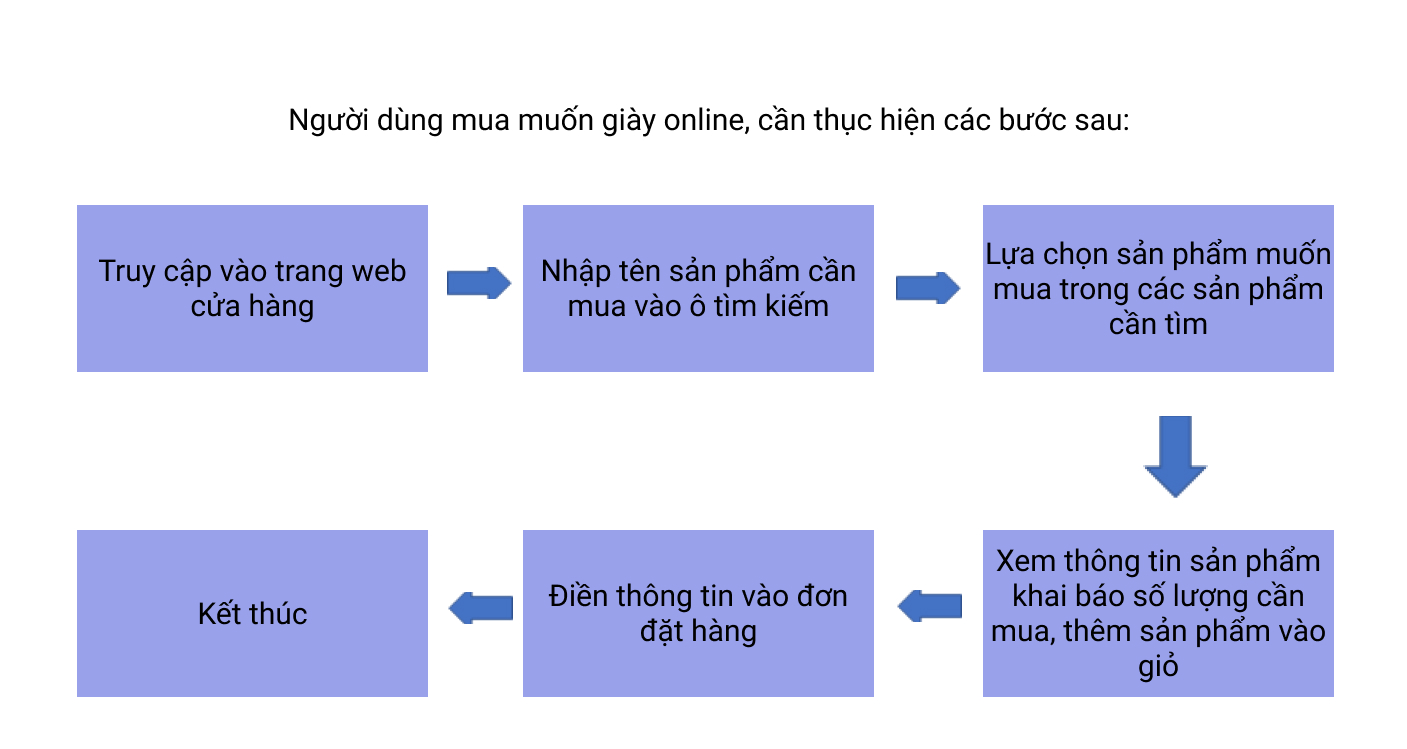 Người dùng mua muốn giày online, cần thực hiện các bước sau:
Truy cập vào trang web
cửa hàng
Nhập tên sản phẩm cần
mua vào ô tìm kiếm
Lựa chọn sản phẩm muốn
mua trong các sản phẩm
cần tìm
Xem thông tin sản phẩm
khai báo số lượng cần
mua, thêm sản phẩm vào
giỏ
Điền thông tin vào đơn
đặt hàng
Kết thúc